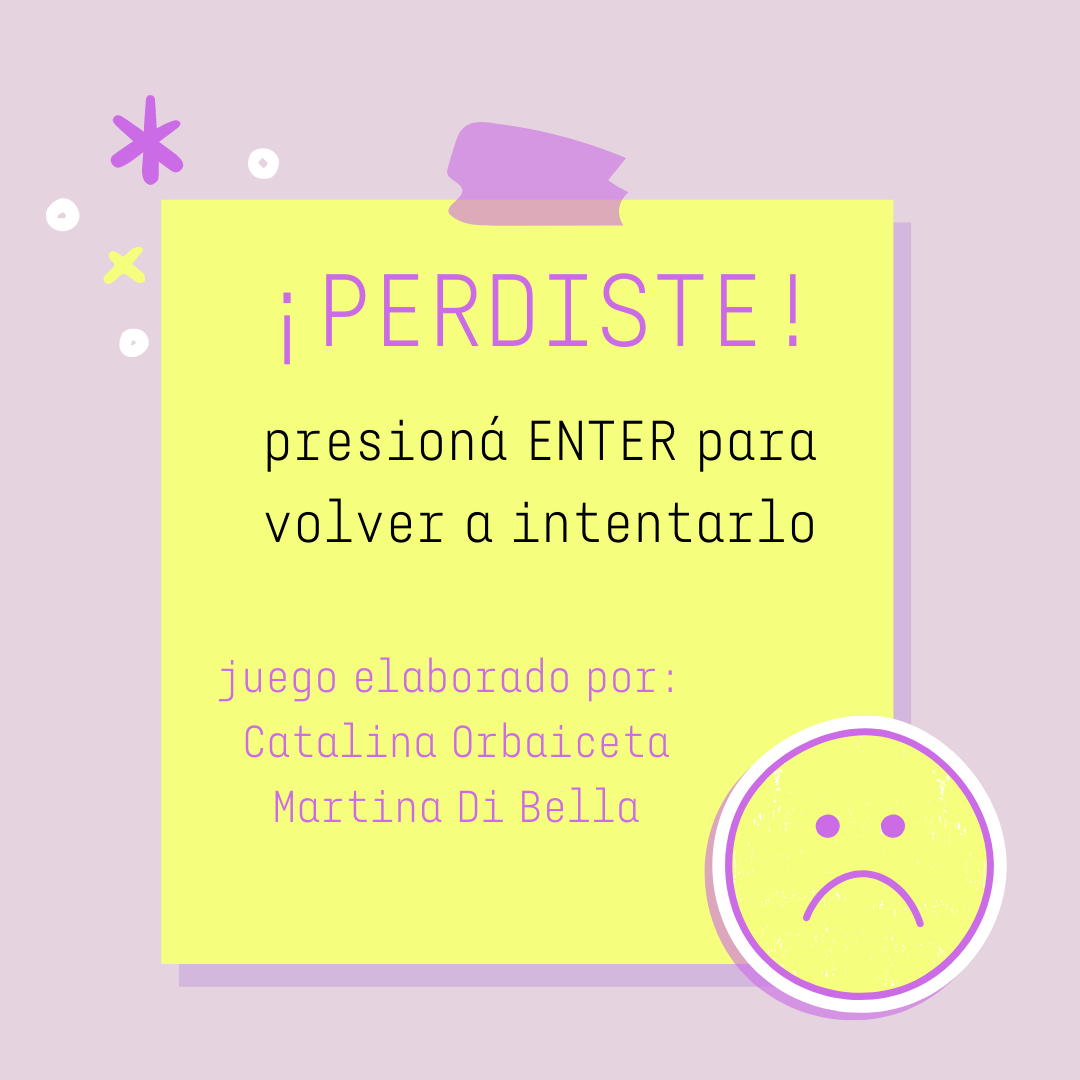 ¡PERDISTE!
presioná ENTER para
volver a intentarlo
juego elaborado por:
Catalina Orbaiceta
Martina Di Bella